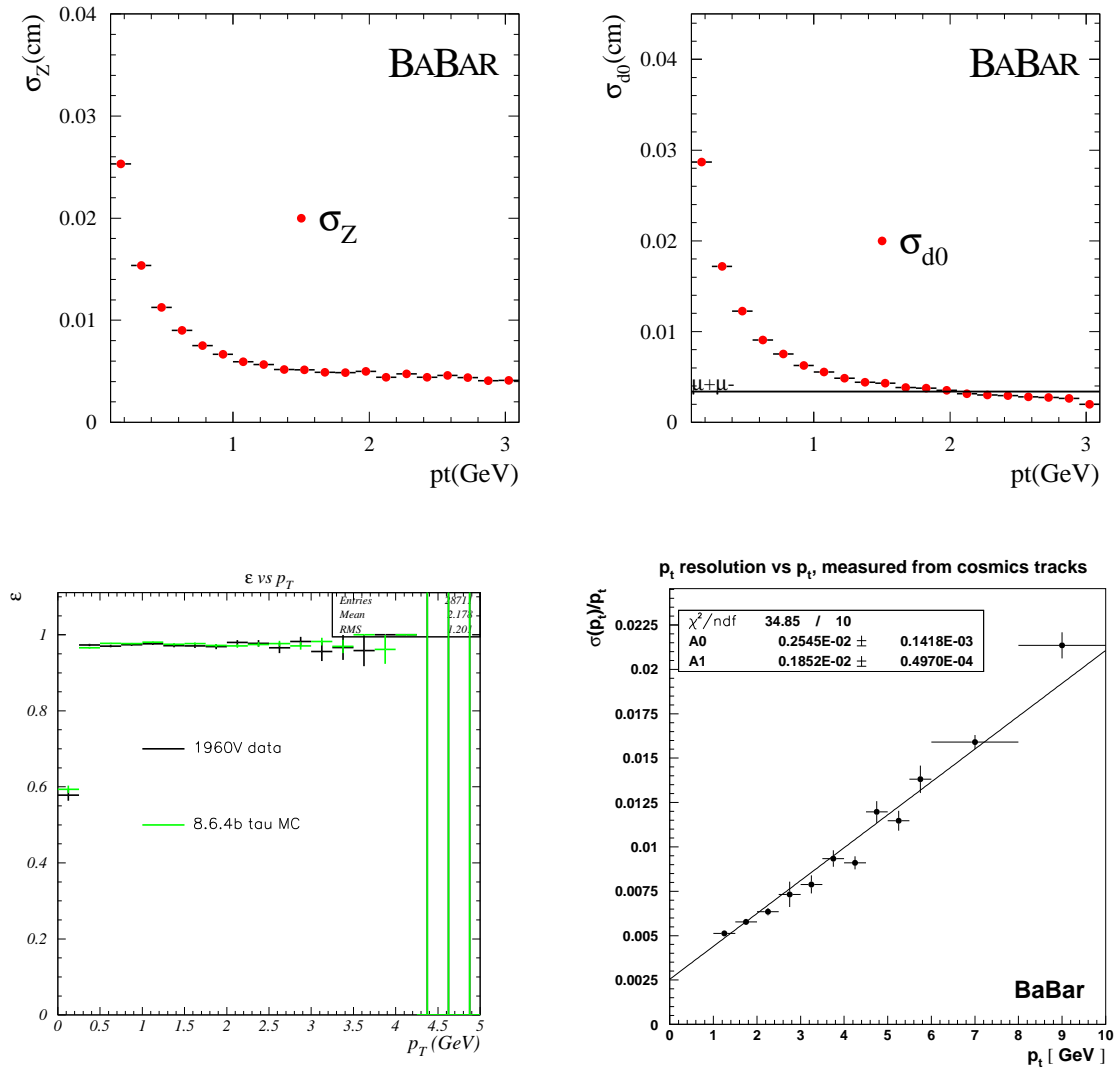 σZ(cm)
0.04
0.03
0.02
0.01
0
BABAR
σZ
1 2 3
pt(GeV)
σd0(cm)
0.04
0.03
0.02
0.01
0
BABAR
σd0
μ+μ-
1 2 3
pt(GeV)
ε vs pT
ε
1
0.8
0.6
0.4
0.2
0
Entries
Mean 2.178
RMS 1.201
1960V data
8.6.4b tau MC
0 0.5 1 1.5 2 2.5 3 3.5 4 4.5 5
pT (GeV)
pt resolution vs pt, measured from cosmics tracks
σ(pt)/pt
0.0225
0.02
0.0175
0.015
0.0125
0.01
0.0075
0.005
0.0025
0
χ²/ndf 34.85 / 10
A0 0.2545E-02 ± 0.1418E-03
A1 0.1852E-02 ± 0.4970E-04
BaBar
0 1 2 3 4 5 6 7 8 9 10
pt [ GeV ]